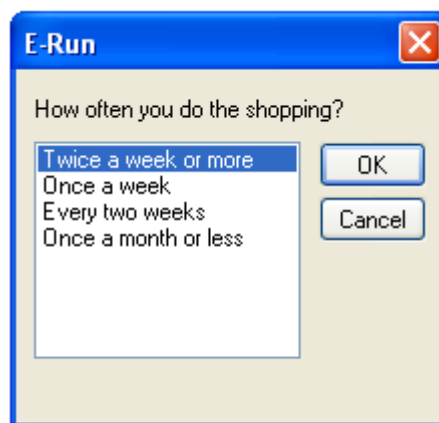 E-Run
How often you do the shopping?
Twice a week or more
Once a week
Every two weeks
Once a month or less
OK
Cancel